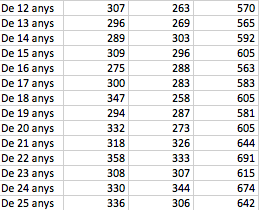 De 12 anys 307 263 570
De 13 anys 296 269 565
De 14 anys 289 303 592
De 15 anys 309 296 605
De 16 anys 275 288 563
De 17 anys 300 283 583
De 18 anys 347 258 605
De 19 anys 294 287 581
De 20 anys 332 273 605
De 21 anys 318 326 644
De 22 anys 358 333 691
De 23 anys 308 307 615
De 24 anys 330 344 674
De 25 anys 336 306 642